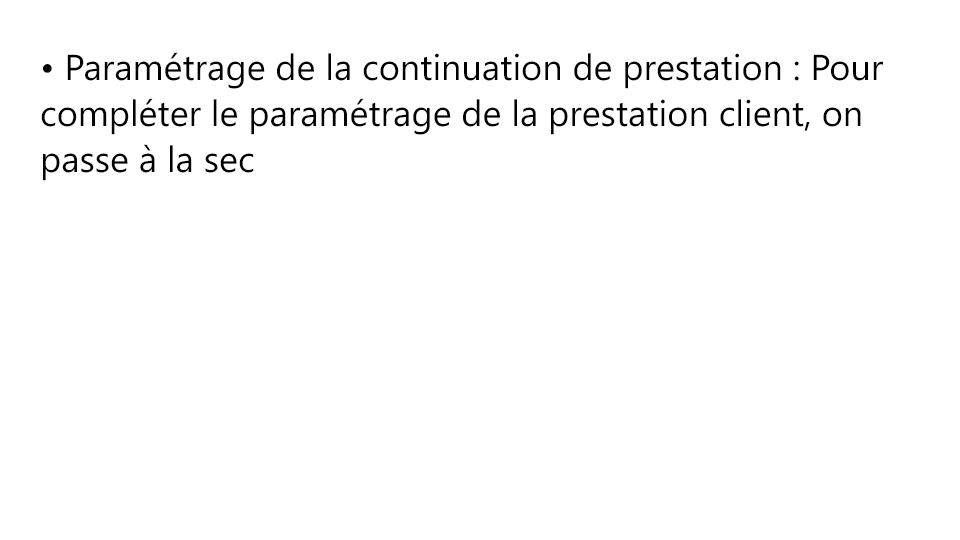 • Paramétrage de la continuation de prestation : Pour
compléter le paramétrage de la prestation client, on
passe à la sec